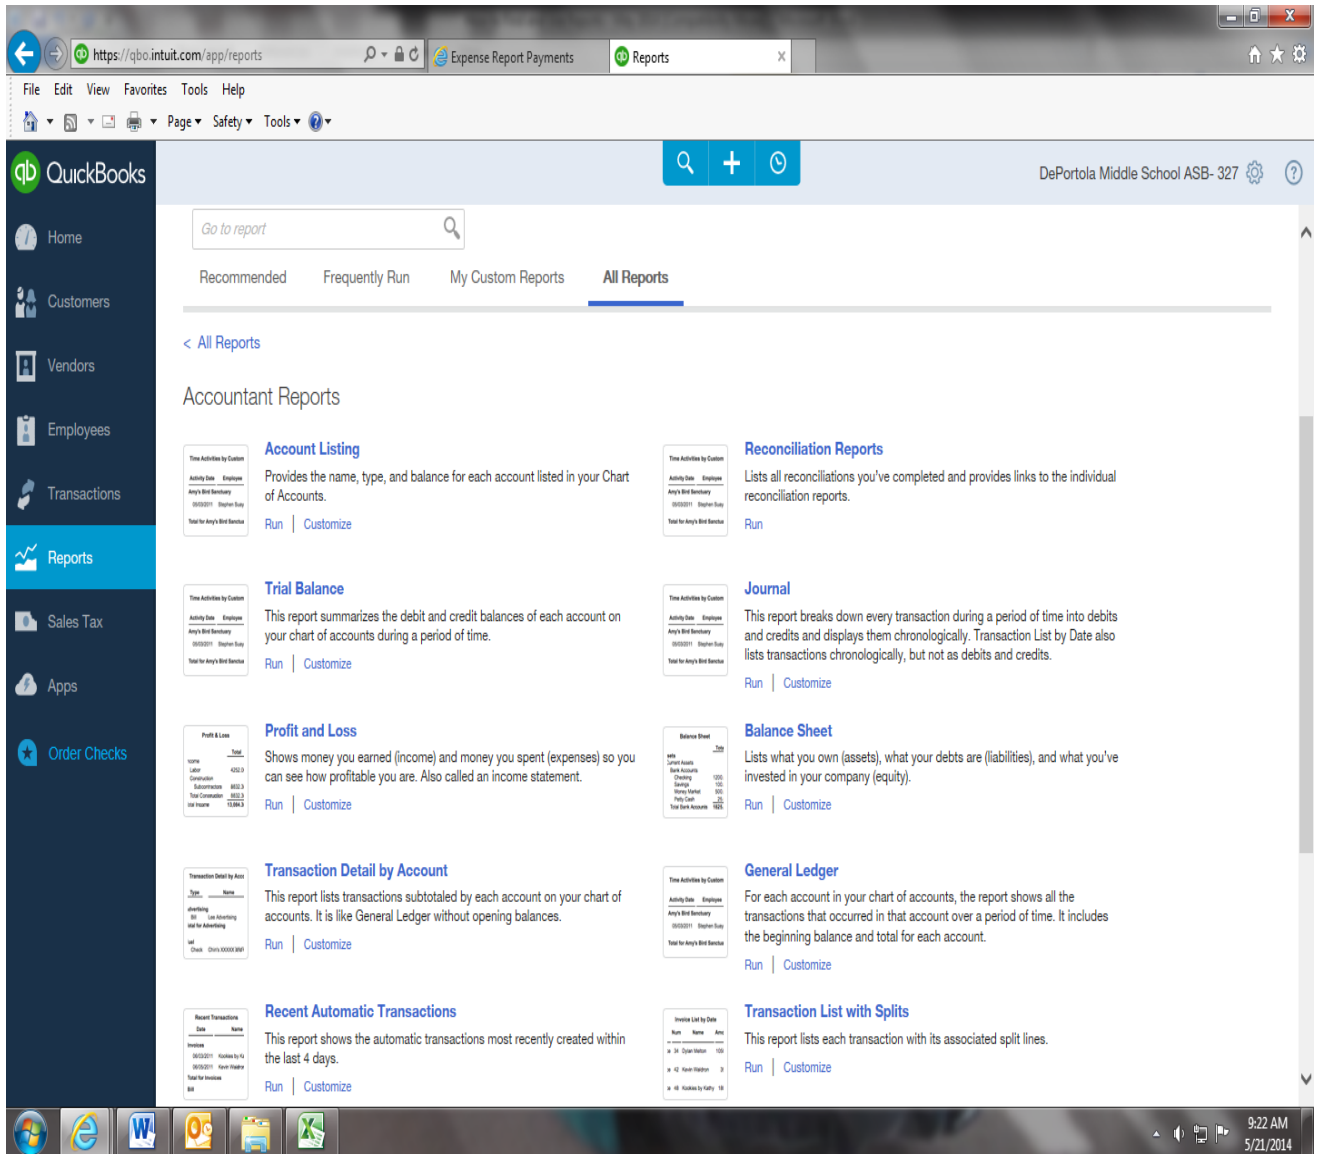 https://qbo.intuit.com/app/reports
Expense Report Payments
Reports
File Edit View Favorites Tools Help
Page Safety Tools
qb QuickBooks
DePortola Middle School ASB- 327
Home
Customers
Vendors
Employees
Transactions
Reports
Sales Tax
Apps
Order Checks
Go to report
Recommended Frequently Run My Custom Reports All Reports
< All Reports
Accountant Reports
Account Listing
Provides the name, type, and balance for each account listed in your Chart
of Accounts.
Run | Customize
Reconciliation Reports
Lists all reconciliations you've completed and provides links to the individual
reconciliation reports.
Run
Trial Balance
This report summarizes the debit and credit balances of each account on
your chart of accounts during a period of time.
Run | Customize
Journal
This report breaks down every transaction during a period of time into debits
and credits and displays them chronologically. Transaction List by Date also
lists transactions chronologically, but not as debits and credits.
Run | Customize
Profit and Loss
Shows money you earned (income) and money you spent (expenses) so you
can see how profitable you are. Also called an income statement.
Run | Customize
Balance Sheet
Lists what you own (assets), what your debts are (liabilities), and what you've
invested in your company (equity).
Run | Customize
Transaction Detail by Account
This report lists transactions subtotaled by each account on your chart of
accounts. It is like General Ledger without opening balances.
Run | Customize
General Ledger
For each account in your chart of accounts, the report shows all the
transactions that occurred in that account over a period of time. It includes
the beginning balance and total for each account.
Run | Customize
Recent Automatic Transactions
This report shows the automatic transactions most recently created within
the last 4 days.
Run | Customize
Transaction List with Splits
This report lists each transaction with its associated split lines.
Run | Customize
9:22 AM
5/21/2014